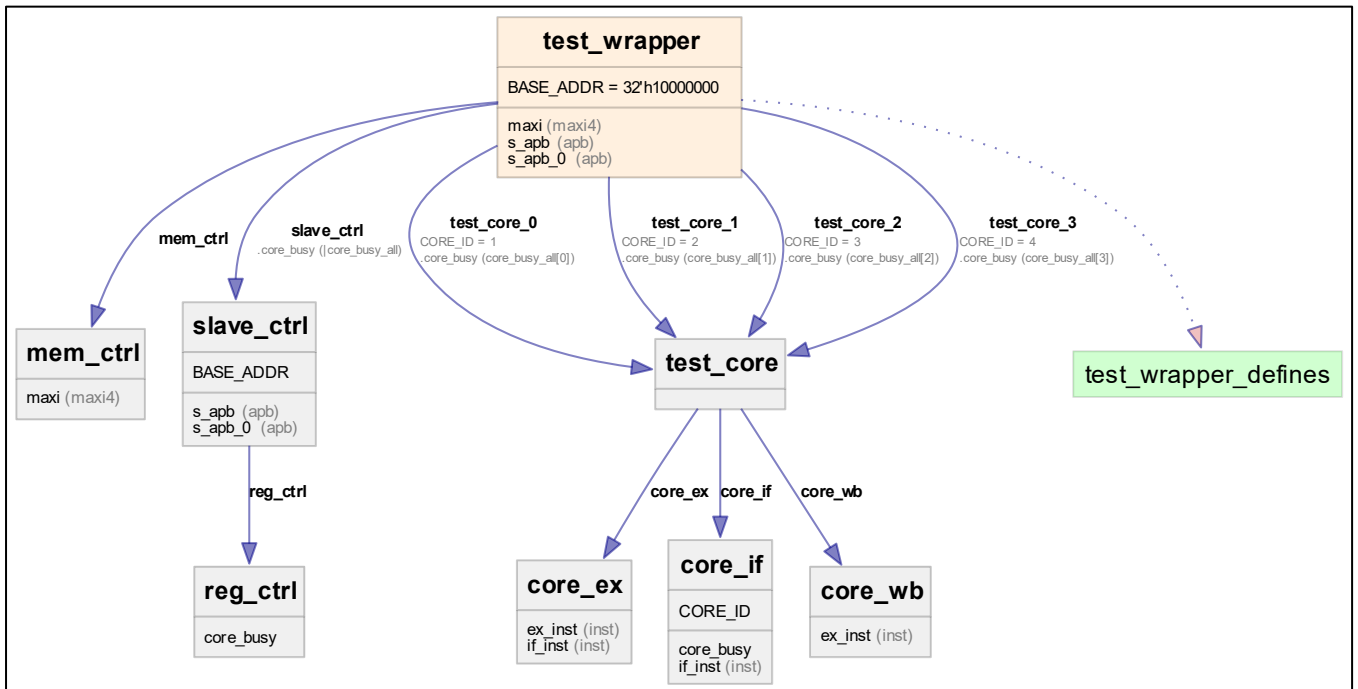 test_wrapper
BASE_ADDR = 32'h10000000
maxi (maxi4)
s_apb (apb)
s_apb_0 (apb)
mem_ctrl
slave_ctrl
.core_busy (|core_busy_all)
test_core_0
CORE_ID = 1
.core_busy (core_busy_all[0])
test_core_1
CORE_ID = 2
.core_busy (core_busy_all[1])
test_core_2
CORE_ID = 3
.core_busy (core_busy_all[2])
test_core_3
CORE_ID = 4
.core_busy (core_busy_all[3])
mem_ctrl
maxi (maxi4)
slave_ctrl
BASE_ADDR
s_apb (apb)
s_apb_0 (apb)
test_core
test_wrapper_defines
reg_ctrl
core_ex
core_if
core_wb
reg_ctrl
core_busy
core_ex
ex_inst (inst)
if_inst (inst)
core_if
CORE_ID
core_busy
if_inst (inst)
core_wb
ex_inst (inst)